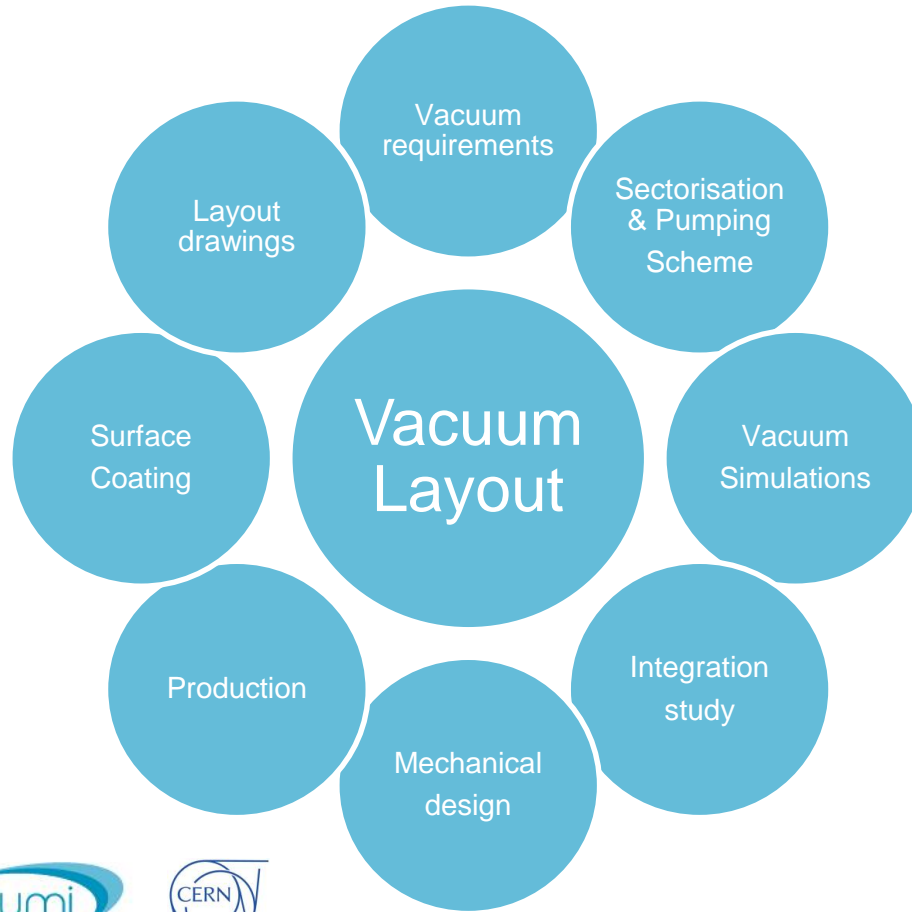 Vacuum
requirements
Sectorisation
& Pumping
Scheme
Vacuum
Simulations
Integration
study
Mechanical
design
Production
Surface
Coating
Layout
drawings
Vacuum
Layout
umi
CERN